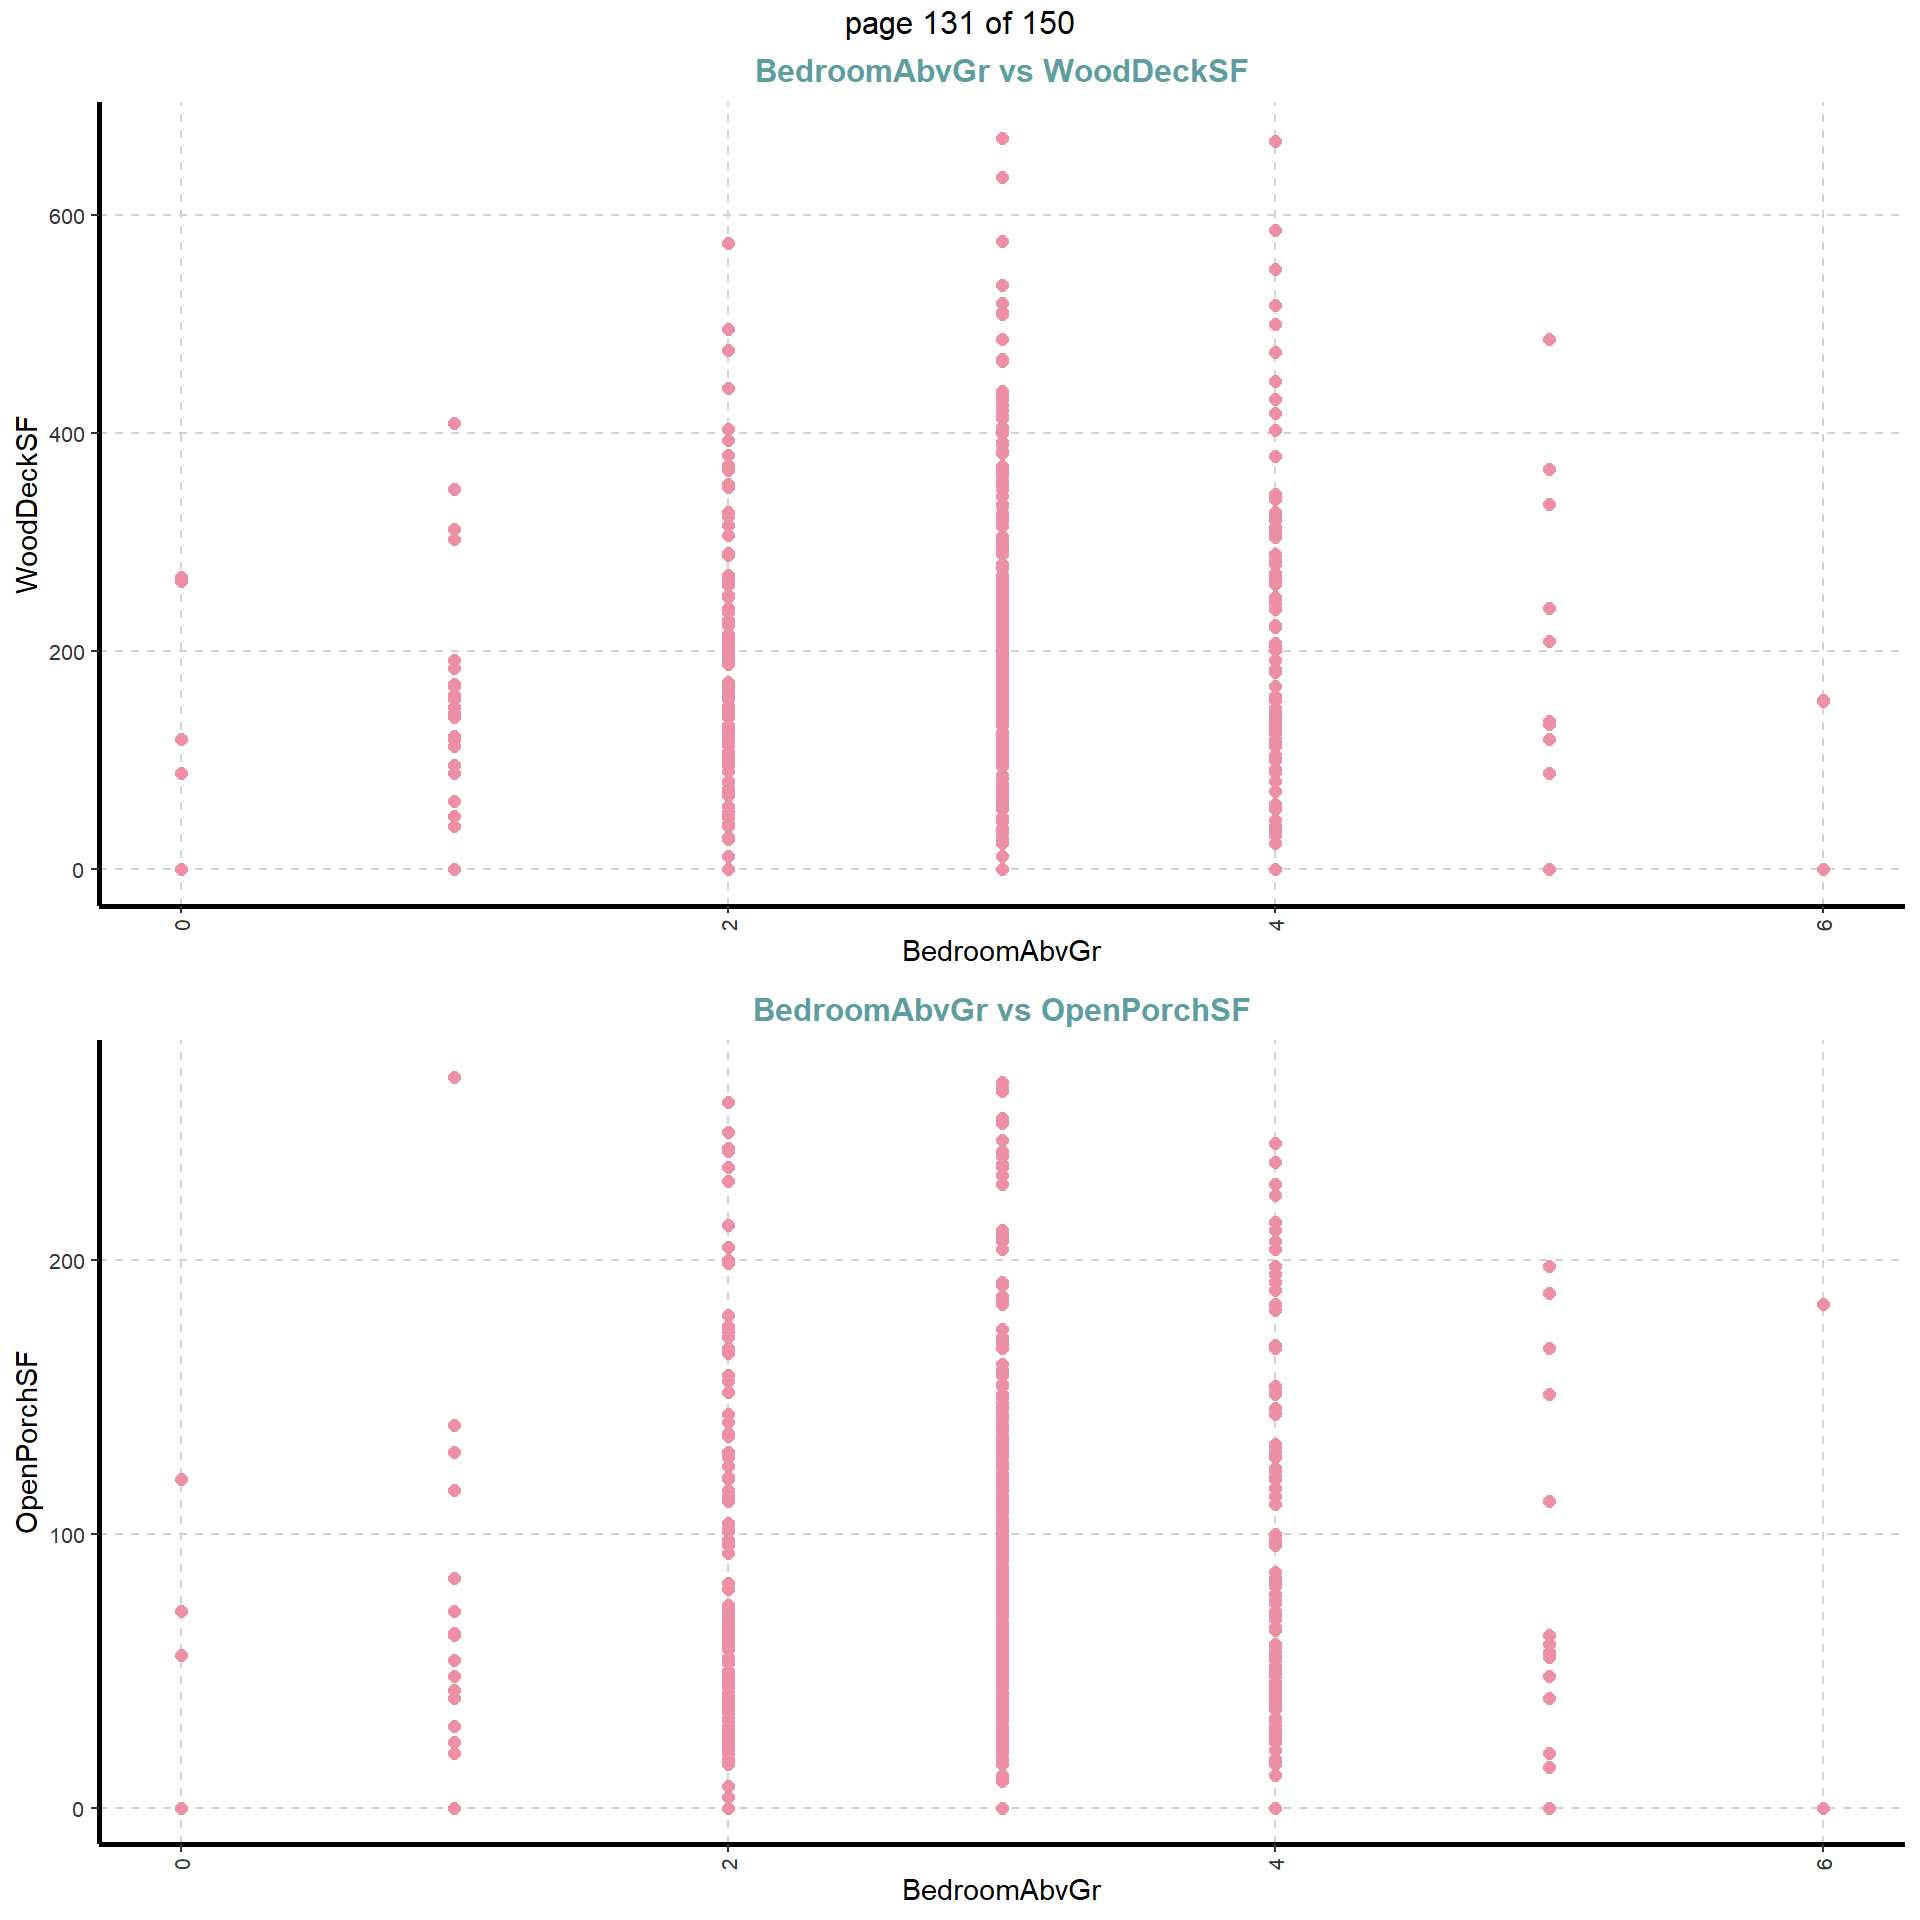 page 131 of 150
BedroomAbvGr vs WoodDeckSF
WoodDeckSF
600
400
200
0
0 2 4 6
BedroomAbvGr
BedroomAbvGr vs OpenPorchSF
OpenPorchSF
200
100
0
0 2 4 6
BedroomAbvGr